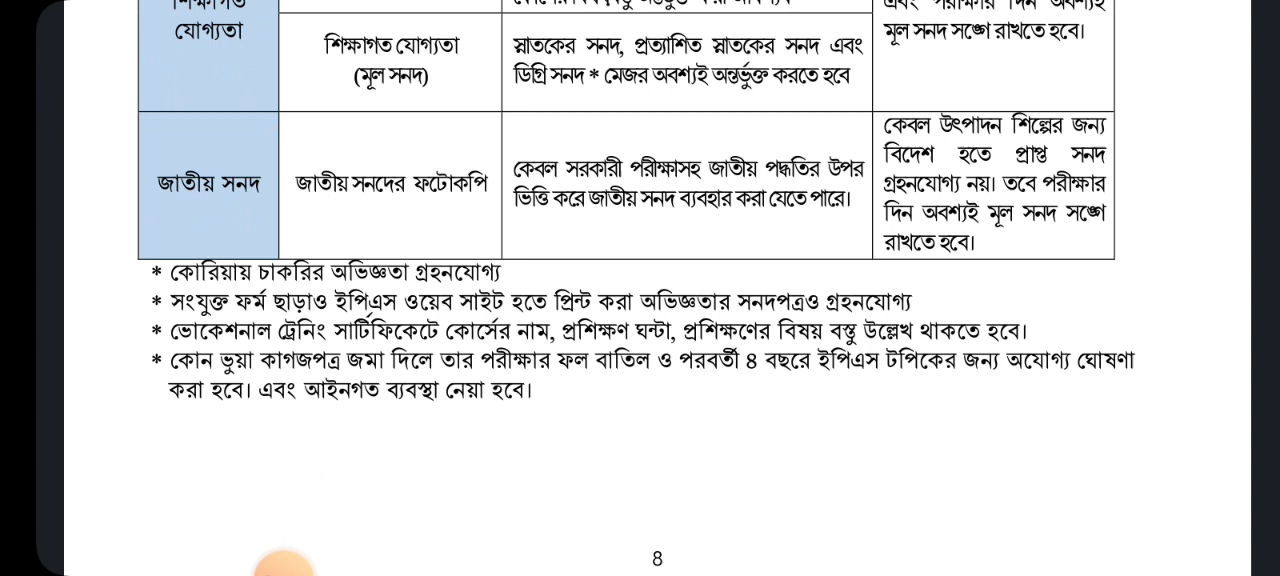 যোগ্যতা
শিক্ষাগত যোগ্যতা
(মূল সনদ)
স্নাতকের সনদ, প্রত্যাশিত স্নাতকের সনদ এবং
ডিগ্রি সনদ * মেজর অবশ্যই অন্তর্ভুক্ত করতে হবে
এবং পরীক্ষার দিন অবশ্যই
মূল সনদ সঙ্গে রাখতে হবে।
জাতীয় সনদ
জাতীয় সনদের ফটোকপি
কেবল সরকারী পরীক্ষাসহ জাতীয় পদ্ধতির উপর
ভিত্তি করে জাতীয় সনদ ব্যবহার করা যেতে পারে।
কেবল উৎপাদন শিল্পের জন্য
বিদেশ হতে প্রাপ্ত সনদ
গ্রহনযোগ্য নয়। তবে পরীক্ষার
দিন অবশ্যই মূল সনদ সঙ্গে
রাখতে হবে।
* কোরিয়ায় চাকরির অভিজ্ঞতা গ্রহনযোগ্য
* সংযুক্ত ফর্ম ছাড়াও ইপিএস ওয়েব সাইট হতে প্রিন্ট করা অভিজ্ঞতার সনদপত্রও গ্রহনযোগ্য
* ভোকেশনাল ট্রেনিং সার্টিফিকেটে কোর্সের নাম, প্রশিক্ষণ ঘন্টা, প্রশিক্ষণের বিষয় বস্তু উল্লেখ থাকতে হবে।
* কোন ভুয়া কাগজপত্র জমা দিলে তার পরীক্ষার ফল বাতিল ও পরবর্তী ৪ বছরে ইপিএস টপিকের জন্য অযোগ্য ঘোষণা
করা হবে। এবং আইনগত ব্যবস্থা নেয়া হবে।
8